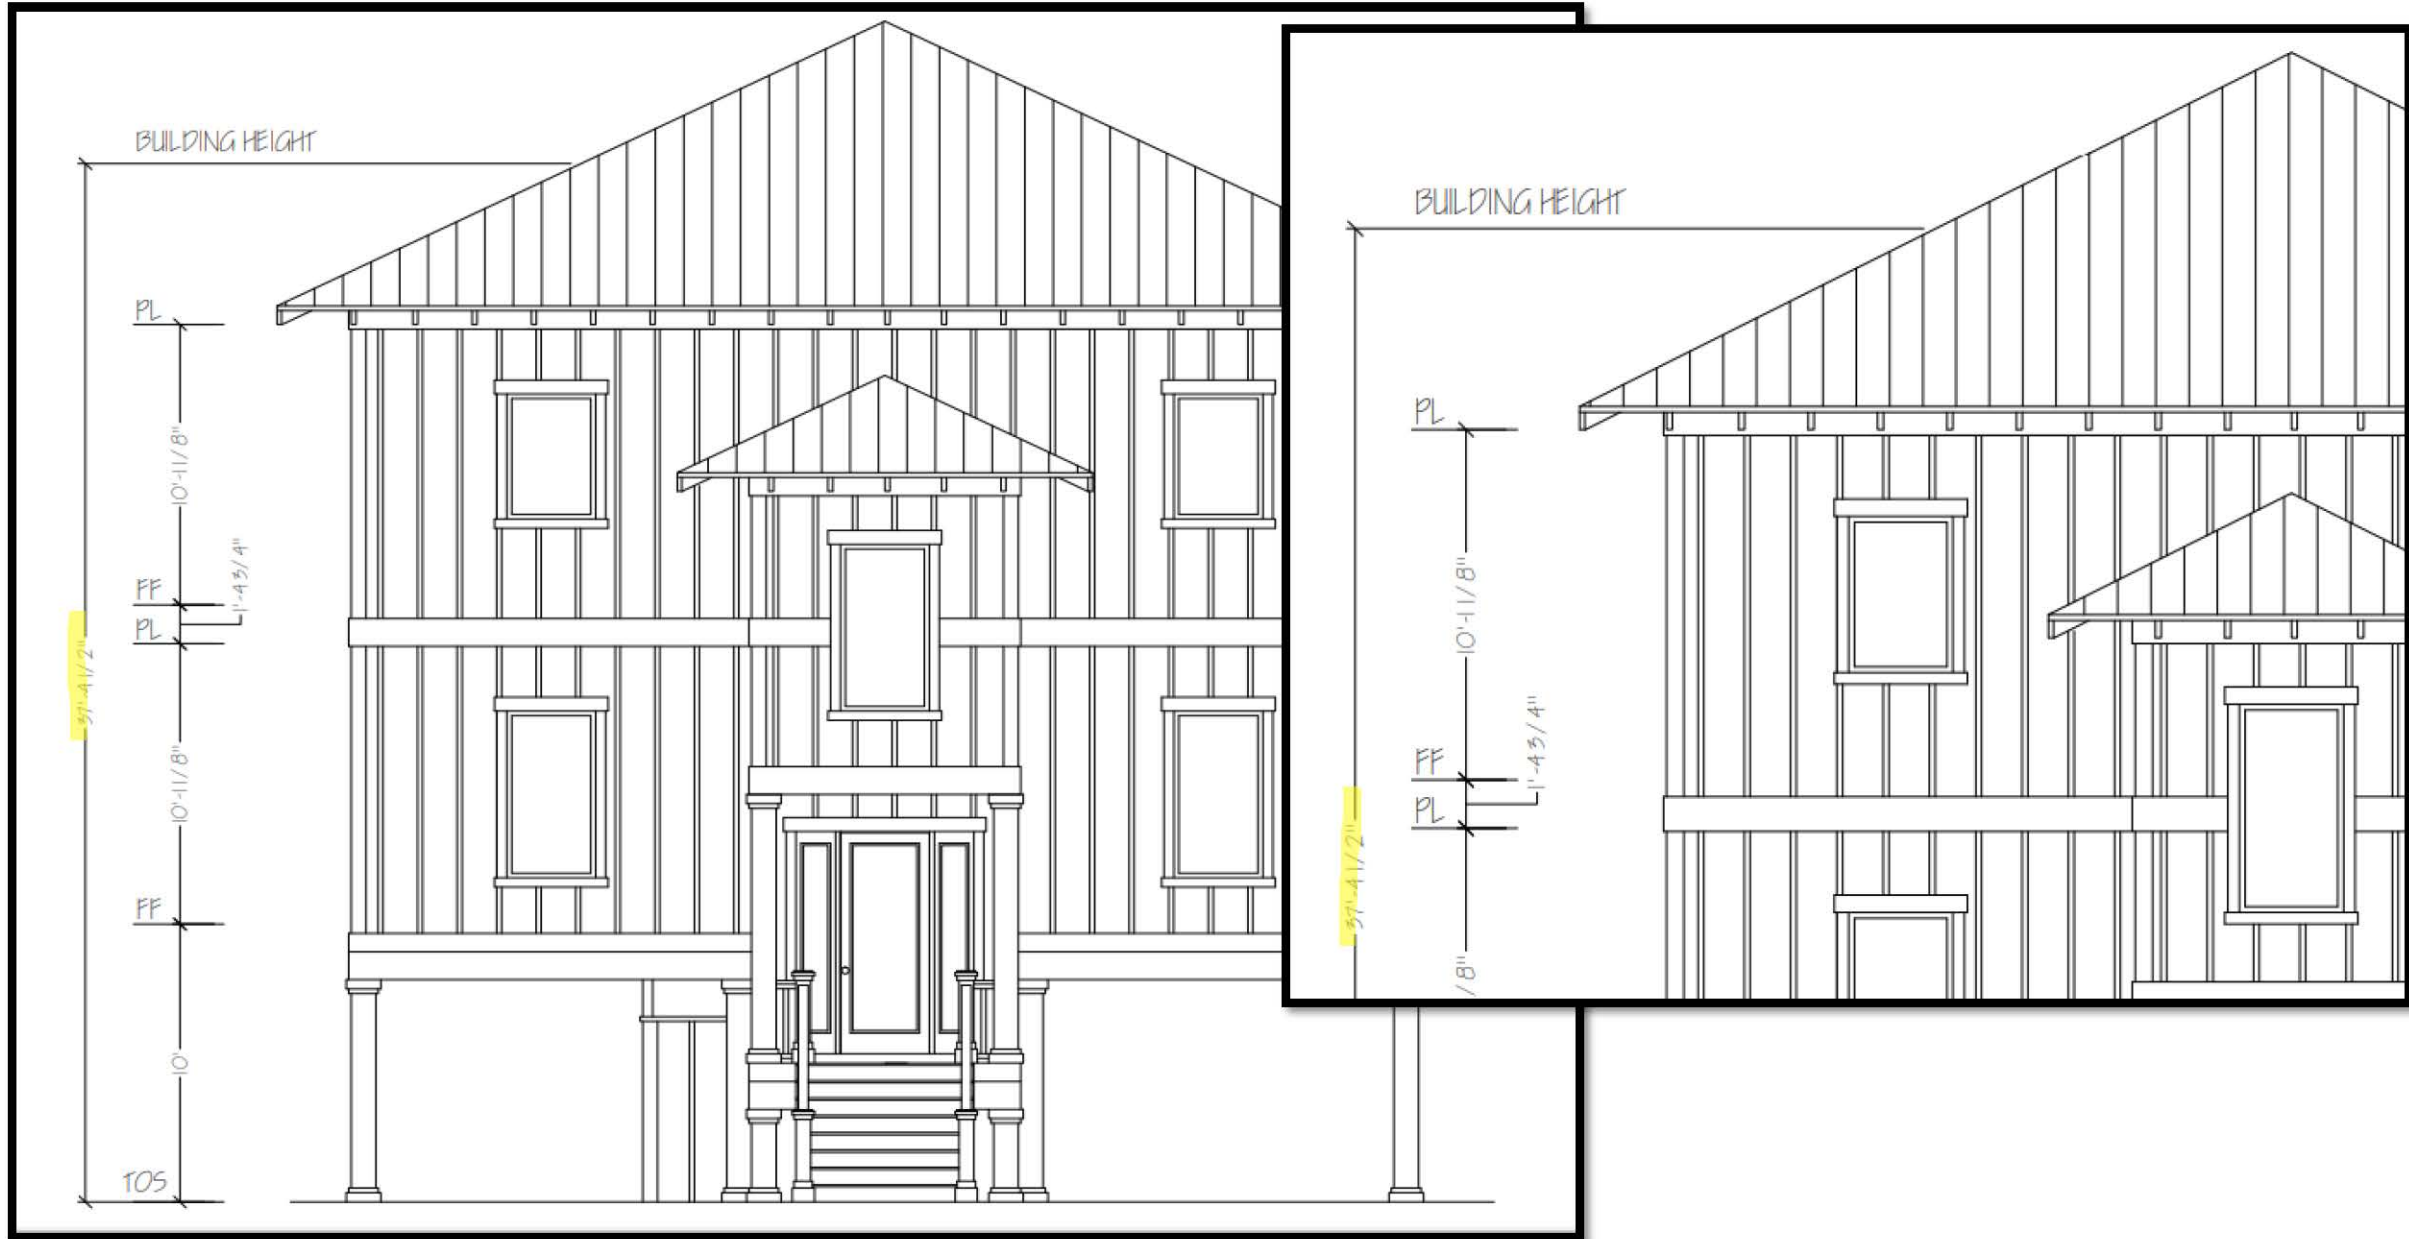 BUILDING HEIGHT
PL
10'-1 1/8"
FF
1'-4 3/4"
PL
37'-4 1/2"
10'-1 1/8"
FF
10'
TOS
BUILDING HEIGHT
PL
10'-1 1/8"
FF
1'-4 3/4"
PL
37'-4 1/2"
/8"